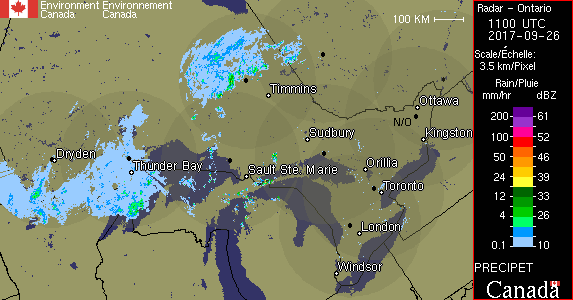 Environment Environnement
Canada Canada
100 KM
Timmins
Ottawa
N/O
Sudbury
Kingston
Dryden
Thunder Bay
Sault Ste. Marie
Orillia
Toronto
London
Windsor
Radar - Ontario
1100 UTC
2017-09-26
Scale/Échelle:
3.5 km/Pixel
Rain/Pluie
mm/hr dBZ
200 61
150 57
100 52
50 46
24 39
12 33
4 26
0.1 10
PRECIPET
Canada